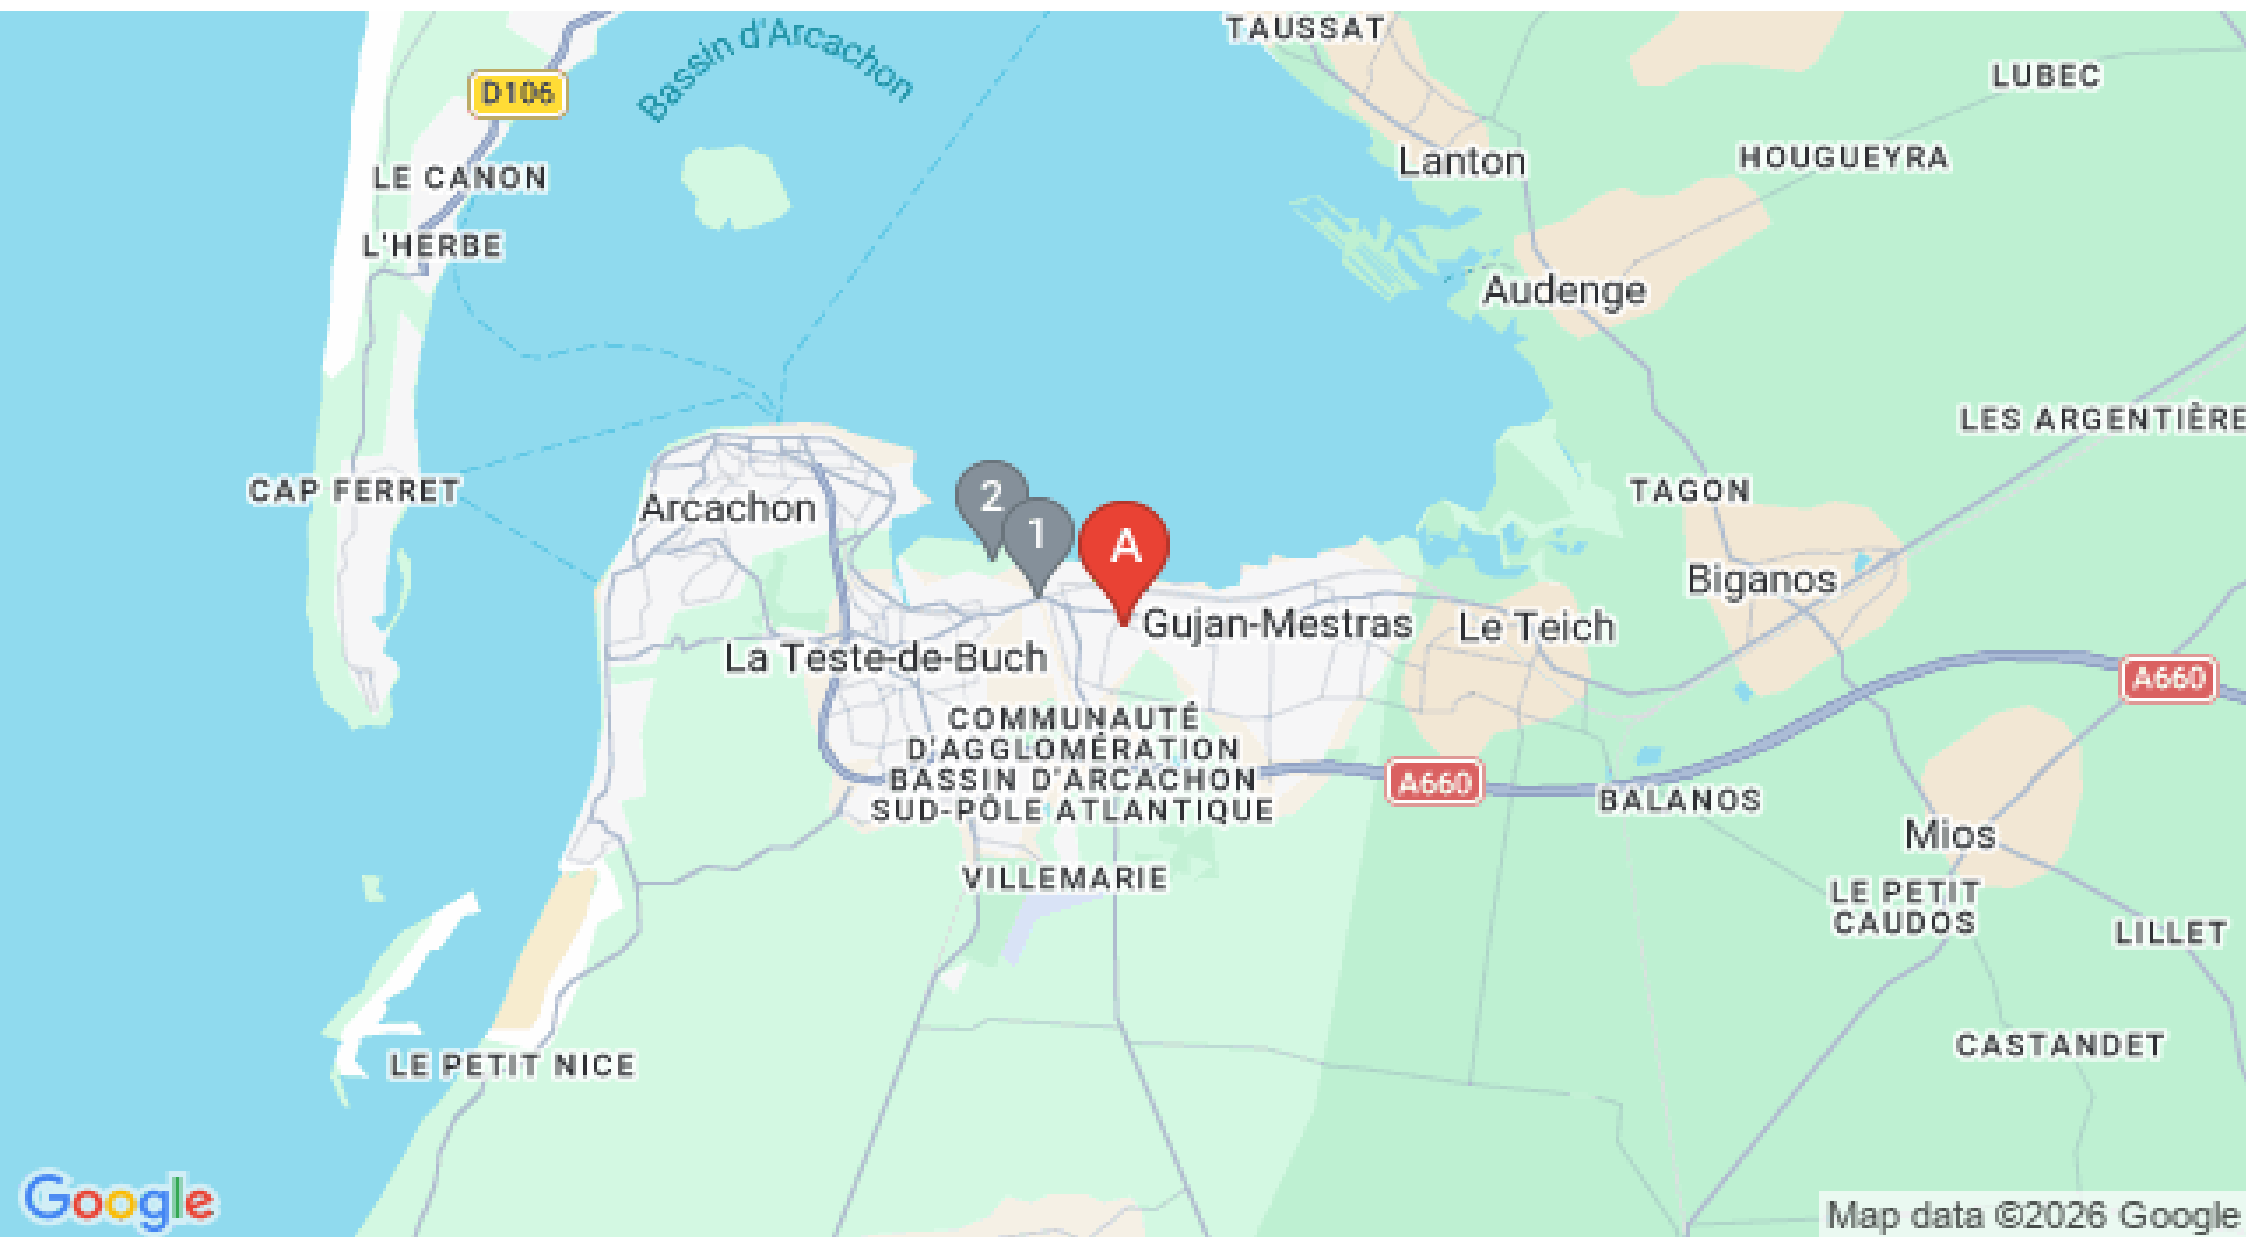 TAUSSAT
Bassin d'Arcachon
LUBEC
D106
HOUGUEYRA
Lanton
LE CANON
L'HERBE
Audenge
LES ARGENTIÈRE
CAP FERRET
TAGON
2
Arcachon
1
A
Biganos
Gujan-Mestras
Le Teich
La Teste-de-Buch
A660
COMMUNAUTÉ
D'AGGLOMÉRATION
BASSIN D'ARCACHON
SUD-PÔLE ATLANTIQUE
A660
BALANOS
Mios
VILLEMARIE
LE PETIT
CAUDOS
LILLET
CASTANDET
LE PETIT NICE
Google
Map data ©2026 Google